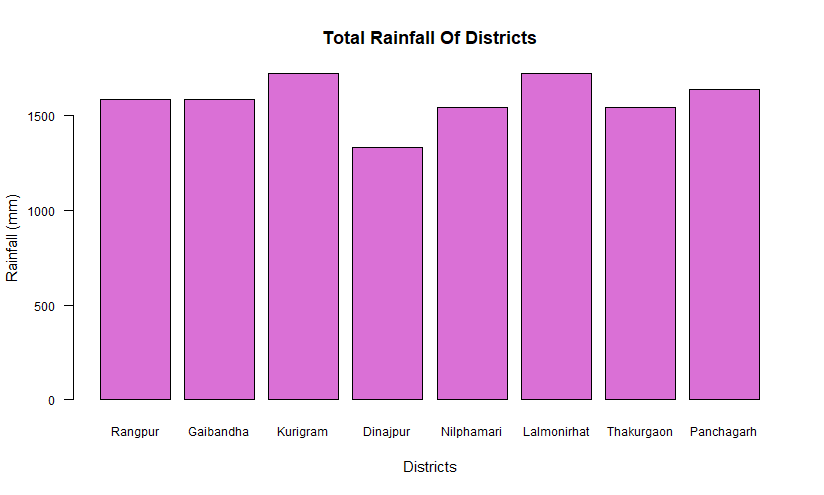 Total Rainfall Of Districts
Rainfall (mm)
1500
1000
500
0
Rangpur Gaibandha Kurigram Dinajpur Nilphamari Lalmonirhat Thakurgaon Panchagarh
Districts